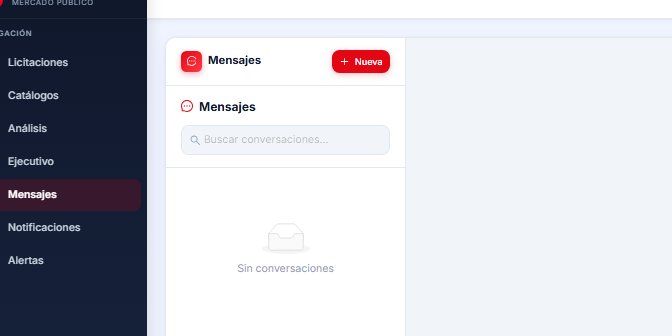 MERCADO PÚBLICO
GACIÓN
Licitaciones
Catálogos
Análisis
Ejecutivo
Mensajes
Notificaciones
Alertas
Mensajes
+ Nueva
Mensajes
Buscar conversaciones...
Sin conversaciones